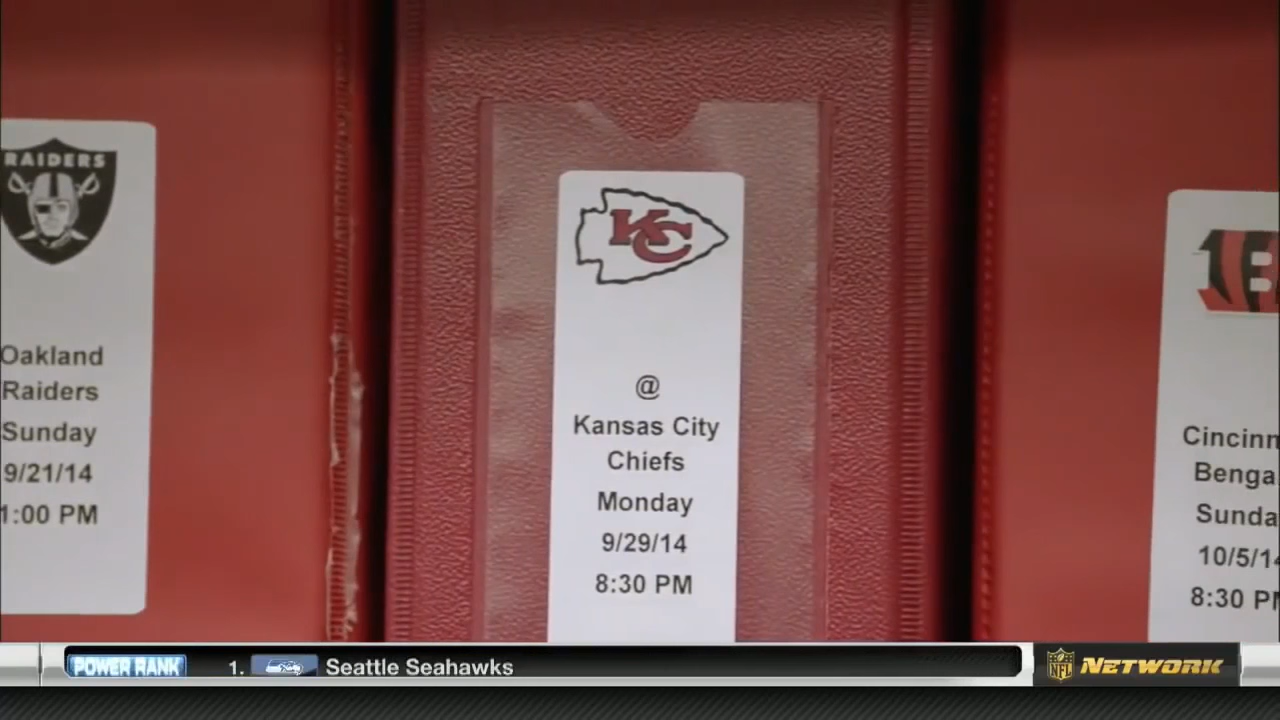 RAIDERS
Oakland
Raiders
Sunday
9/21/14
1:00 PM
KC
@
Kansas City
Chiefs
Monday
9/29/14
8:30 PM
B
Cincinn
Benga
Sunda
10/5/14
8:30 PM
POWER RANK
1. Seattle Seahawks
NFL NETWORK